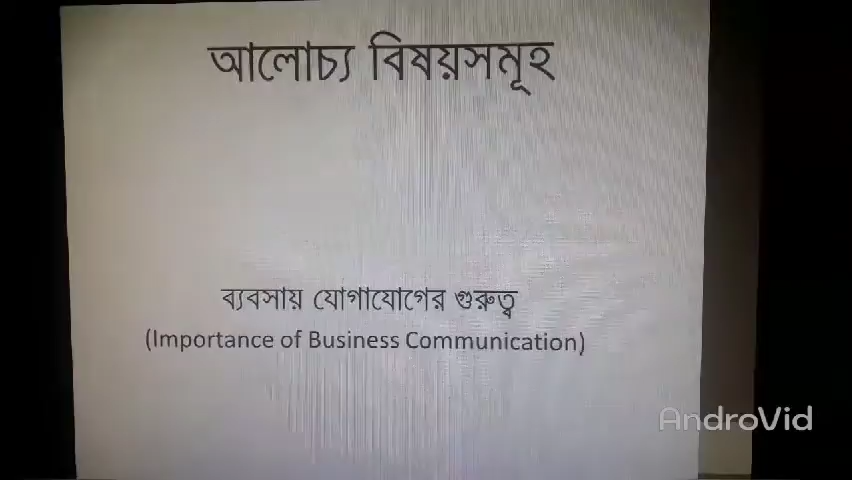 আলোচ্য বিষয়সমূহ
ব্যবসায় যোগাযোগের গুরুত্ব
(Importance of Business Communication)
AndroVid